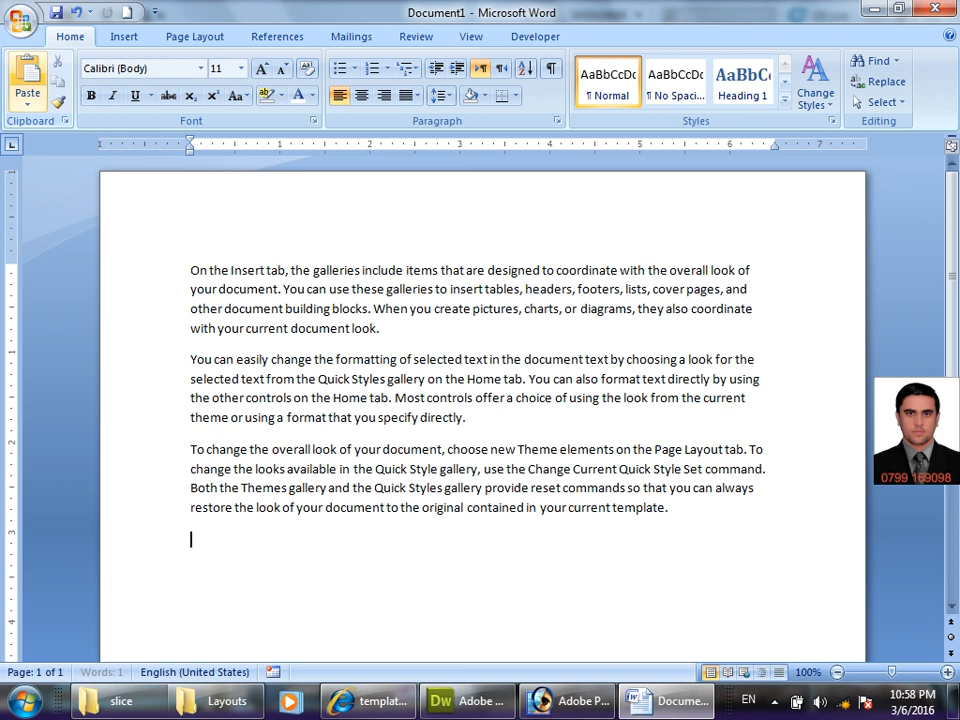 Document1 - Microsoft Word
Home Insert Page Layout References Mailings Review View Developer
Calibri (Body) 11
AaBbCcDc AaBbCcDc AaBbCc
Find
Replace
Select
Paste
¶ Normal ¶ No Spaci... Heading 1
Change
Styles
Clipboard Font Paragraph Styles Editing
1 1 2 3 4 5 6 7
On the Insert tab, the galleries include items that are designed to coordinate with the overall look of
your document. You can use these galleries to insert tables, headers, footers, lists, cover pages, and
other document building blocks. When you create pictures, charts, or diagrams, they also coordinate
with your current document look.
You can easily change the formatting of selected text in the document text by choosing a look for the
selected text from the Quick Styles gallery on the Home tab. You can also format text directly by using
the other controls on the Home tab. Most controls offer a choice of using the look from the current
theme or using a format that you specify directly.
To change the overall look of your document, choose new Theme elements on the Page Layout tab. To
change the looks available in the Quick Style gallery, use the Change Current Quick Style Set command.
Both the Themes gallery and the Quick Styles gallery provide reset commands so that you can always
restore the look of your document to the original contained in your current template.
0799 169098
Page: 1 of 1 Words: 1 English (United States) 100%
slice Layouts templat... Adobe ... Adobe P... Docume... EN
10:58 PM
3/6/2016